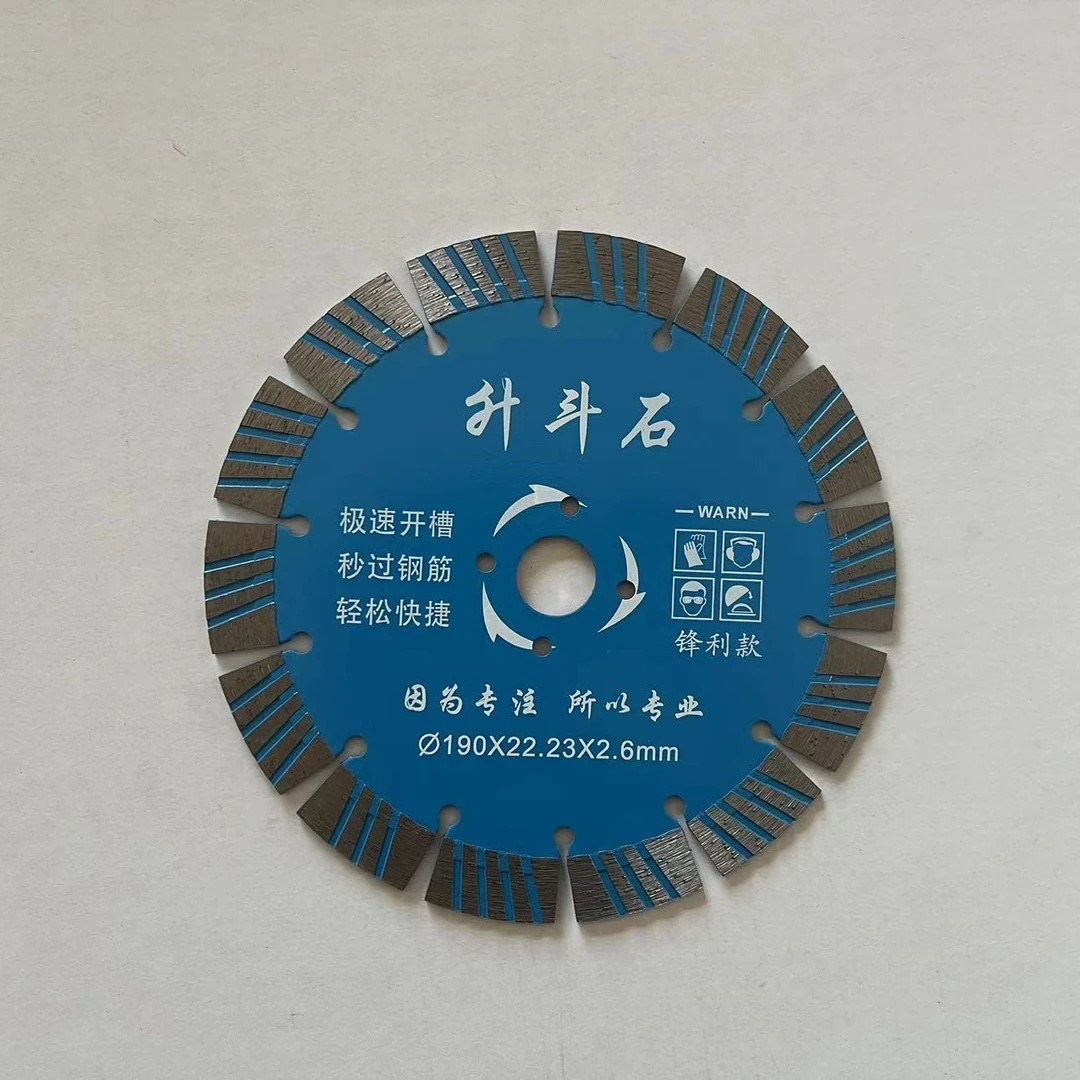 升斗石
极速开槽
秒过钢筋
轻松快捷
WARN
锋利款
因为专注 所以专业
Ø190X22.23X2.6mm